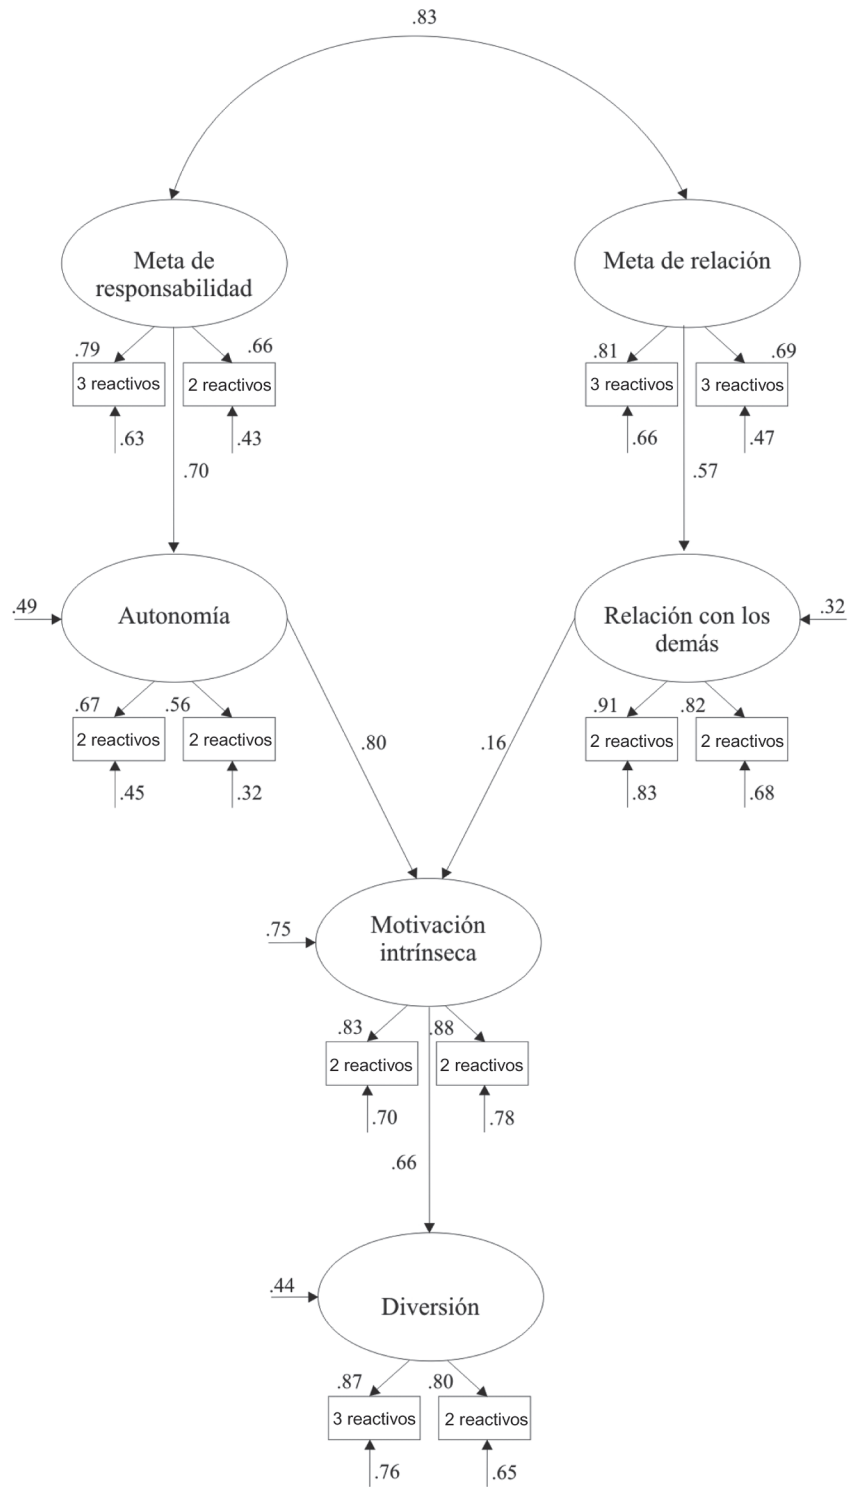 .83
Meta de
responsabilidad
Meta de relación
.79
.66
.81
.69
3 reactivos
2 reactivos
3 reactivos
3 reactivos
.63
.43
.66
.47
.70
.57
.49
Autonomía
Relación con los
demás
.32
.67
.56
.91
.82
2 reactivos
2 reactivos
2 reactivos
2 reactivos
.45
.32
.83
.68
.80
.16
.75
Motivación
intrínseca
.83
.88
2 reactivos
2 reactivos
.70
.78
.66
.44
Diversión
.87
.80
3 reactivos
2 reactivos
.76
.65